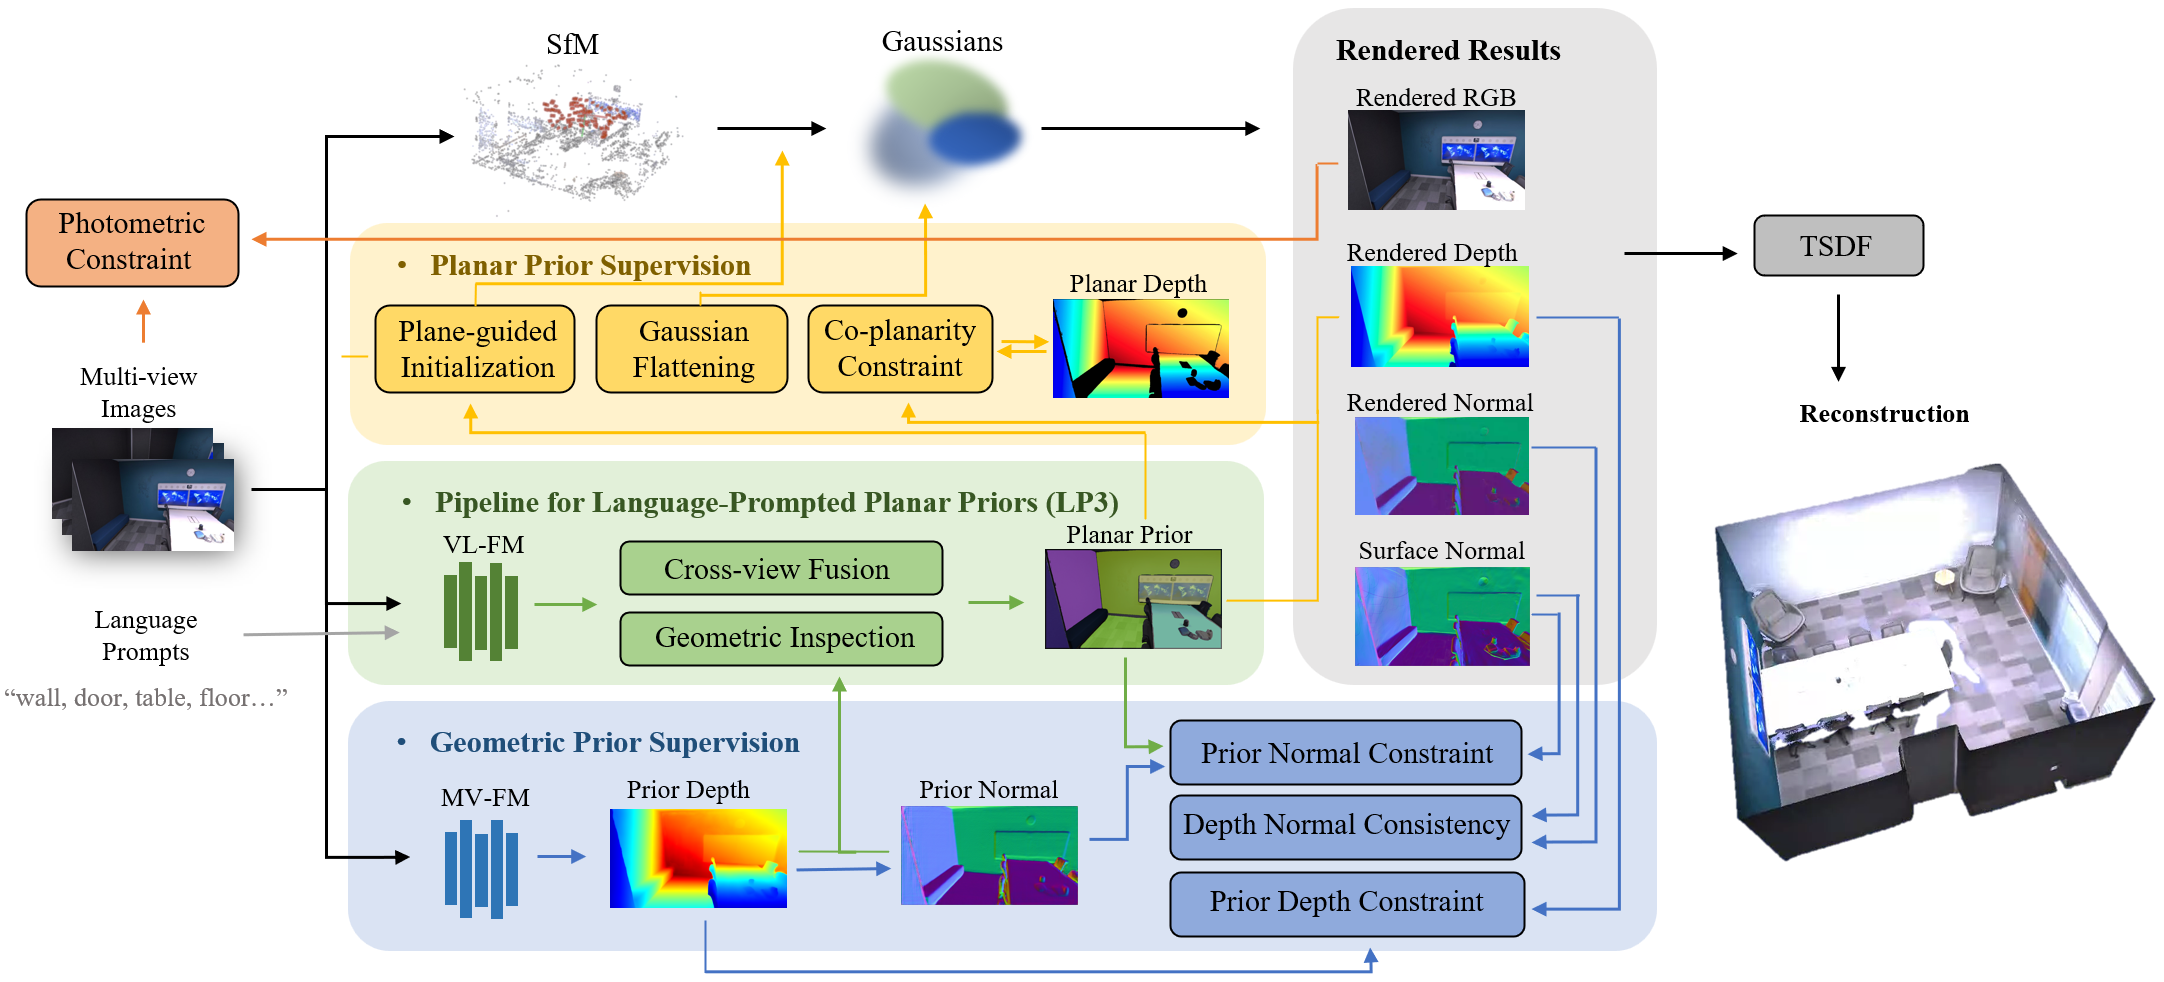 SfM
Gaussians
Rendered Results
Rendered RGB
Photometric
Constraint
• Planar Prior Supervision
Rendered Depth
TSDF
Planar Depth
Plane-guided
Initialization
Gaussian
Flattening
Co-planarity
Constraint
Multi-view
Images
Rendered Normal
Reconstruction
• Pipeline for Language-Prompted Planar Priors (LP3)
VL-FM
Planar Prior
Surface Normal
Cross-view Fusion
Geometric Inspection
Language
Prompts
“wall, door, table, floor…”
• Geometric Prior Supervision
Prior Normal Constraint
MV-FM
Prior Depth
Prior Normal
Depth Normal Consistency
Prior Depth Constraint